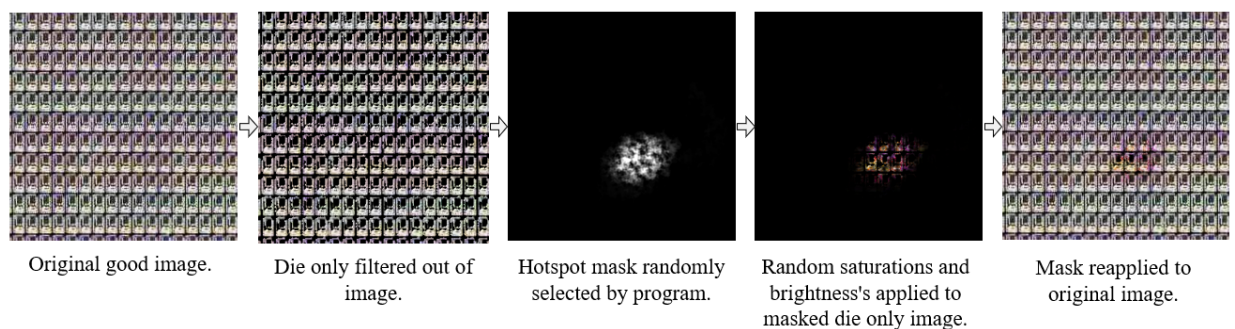 Original good image.
Die only filtered out of
image.
Hotspot mask randomly
selected by program.
Random saturations and
brightness's applied to
masked die only image.
Mask reapplied to
original image.